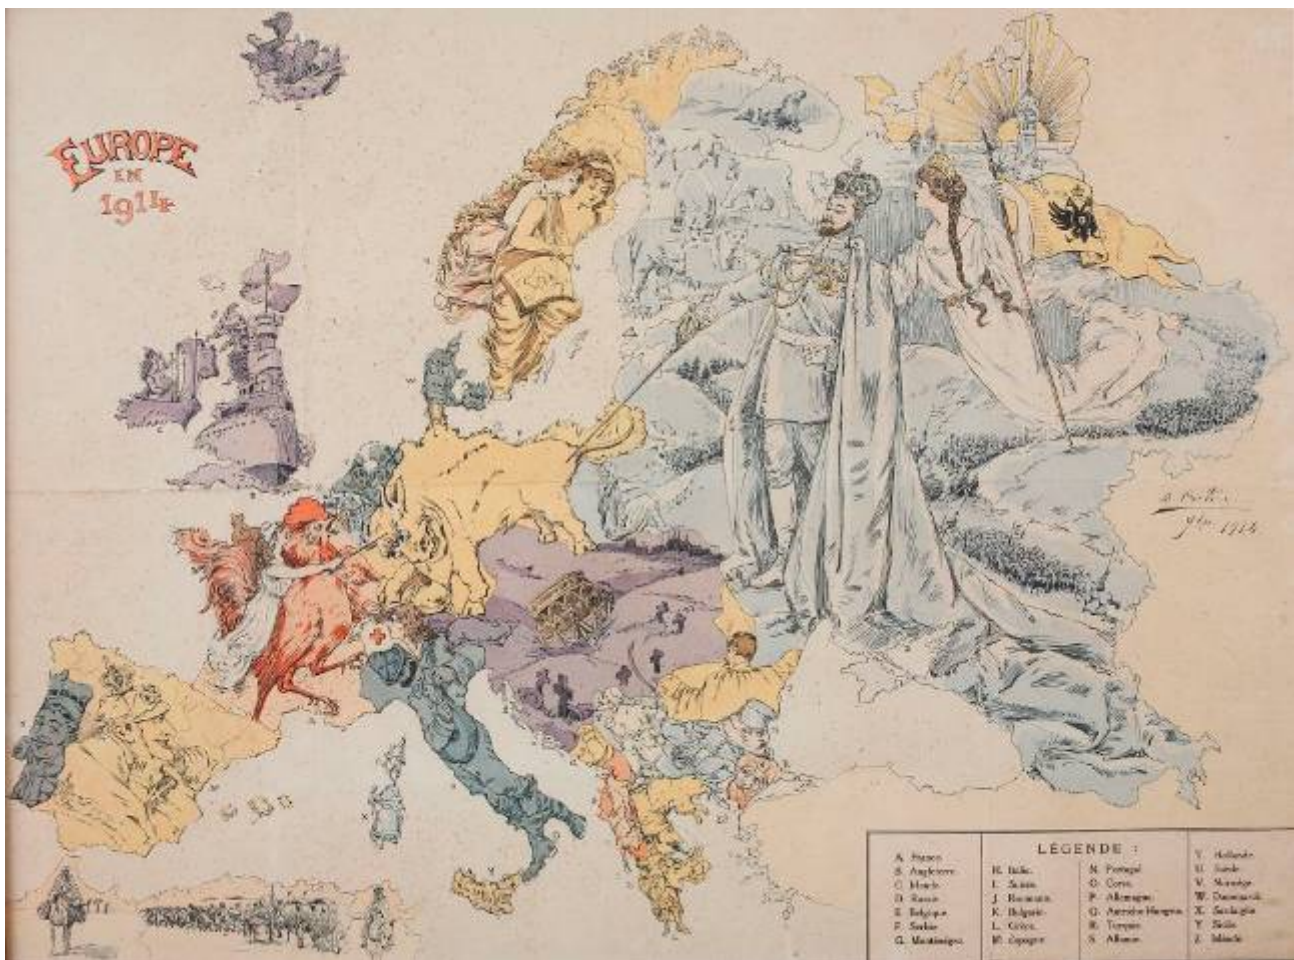 EUROPE
EN
1914
1914
LÉGENDE :
A. France
B. Angleterre
C. Irlande
D. Russie
E. Belgique
F. Serbie
G. Monténégro
H. Italie.
I. Suisse.
J. Roumanie.
K. Bulgarie.
L. Grèce.
M. Espagne
N. Portugal
O. Corse.
P. Allemagne.
Q. Autriche-Hongrie.
R. Turquie.
S. Albanie.
T. Hollande.
U. Suède.
V. Norvège.
W. Danemark.
X. Sardaigne
Y. Sicile
Z. Islande.